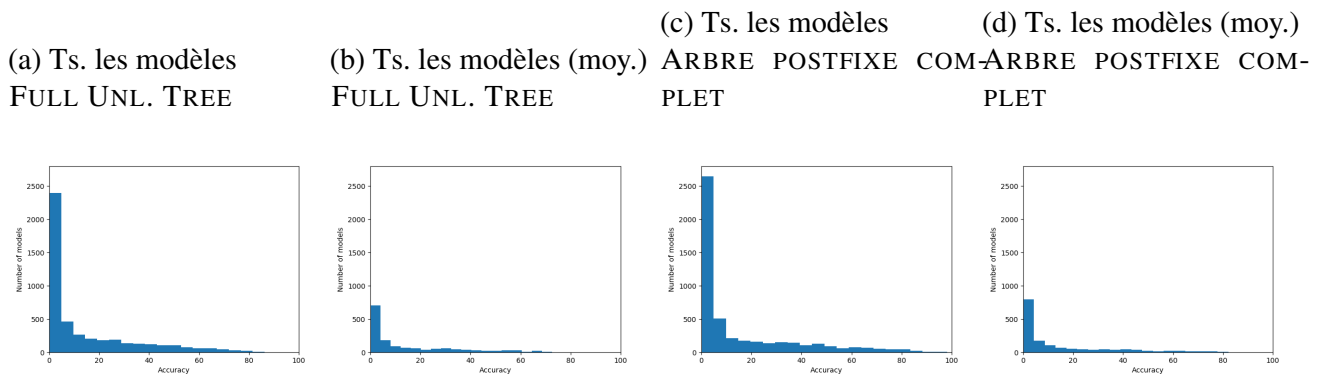 (a) Ts. les modèles
FULL UNL. TREE
(b) Ts. les modèles (moy.)
FULL UNL. TREE
(c) Ts. les modèles
ARBRE POSTFIXE COM-
PLET
(d) Ts. les modèles (moy.)
ARBRE POSTFIXE COM-
PLET
2500
2000
1500
1000
500
0
Number of models
0 20 40 60 80 100
Accuracy
2500
2000
1500
1000
500
0
Number of models
0 20 40 60 80 100
Accuracy
2500
2000
1500
1000
500
0
Number of models
0 20 40 60 80 100
Accuracy
2500
2000
1500
1000
500
0
Number of models
0 20 40 60 80 100
Accuracy